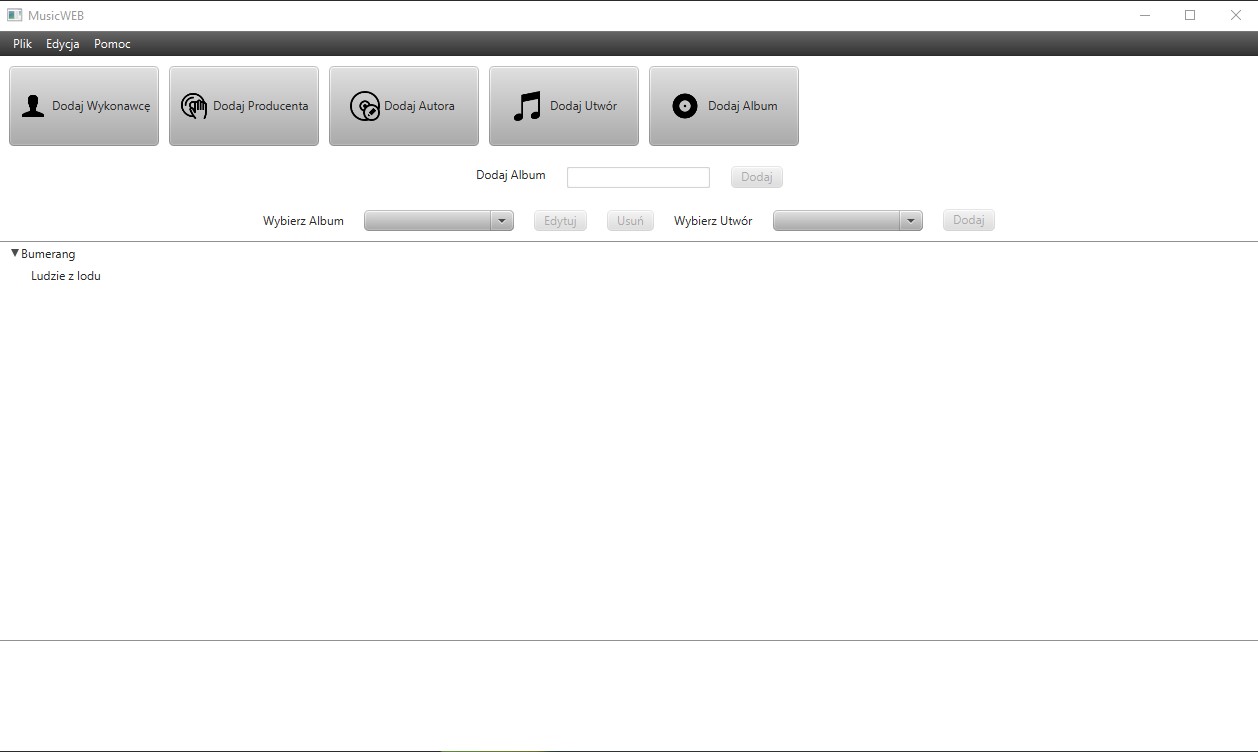 MusicWEB
Plik Edycja Pomoc
Dodaj Wykonawcę Dodaj Producenta Dodaj Autora Dodaj Utwór Dodaj Album
Dodaj Album Dodaj
Wybierz Album Edytuj Usuń Wybierz Utwór Dodaj
Bumerang
Ludzie z lodu